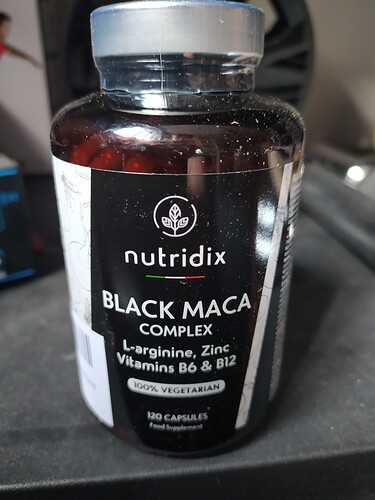 nutridix
BLACK MACA
COMPLEX
L-arginine, Zinc
Vitamins B6 & B12
100% VEGETARIAN
120 CAPSULES
Food Supplement